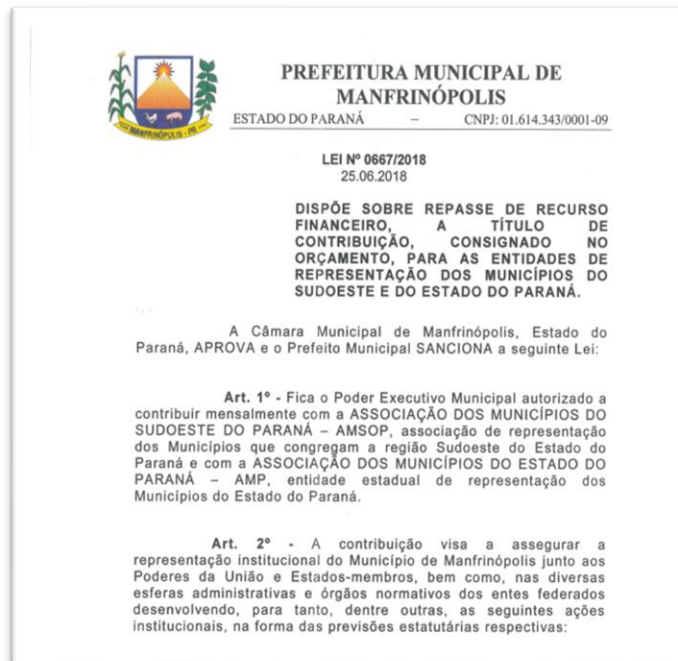 PREFEITURA MUNICIPAL DE
MANFRINÓPOLIS
ESTADO DO PARANÁ – CNPJ: 01.614.343/0001-09
MANFRINÓPOLIS - PR
LEI Nº 0667/2018
25.06.2018
DISPÕE SOBRE REPASSE DE RECURSO
FINANCEIRO, A TÍTULO DE
CONTRIBUIÇÃO, CONSIGNADO NO
ORÇAMENTO, PARA AS ENTIDADES DE
REPRESENTAÇÃO DOS MUNICÍPIOS DO
SUDOESTE E DO ESTADO DO PARANÁ.
A Câmara Municipal de Manfrinópolis, Estado do
Paraná, APROVA e o Prefeito Municipal SANCIONA a seguinte Lei:
Art. 1º - Fica o Poder Executivo Municipal autorizado a
contribuir mensalmente com a ASSOCIAÇÃO DOS MUNICÍPIOS DO
SUDOESTE DO PARANÁ – AMSOP, associação de representação
dos Municípios que congregam a região Sudoeste do Estado do
Paraná e com a ASSOCIAÇÃO DOS MUNICÍPIOS DO ESTADO DO
PARANÁ – AMP, entidade estadual de representação dos
Municípios do Estado do Paraná.
Art. 2º - A contribuição visa a assegurar a
representação institucional do Município de Manfrinópolis junto aos
Poderes da União e Estados-membros, bem como, nas diversas
esferas administrativas e órgãos normativos dos entes federados
desenvolvendo, para tanto, dentre outras, as seguintes ações
institucionais, na forma das previsões estatutárias respectivas: